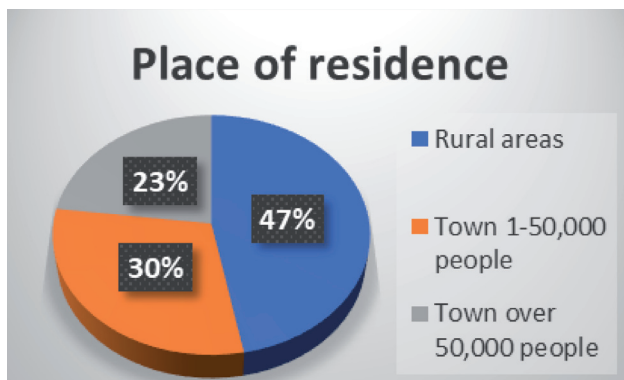 Place of residence
23%
47%
30%
Rural areas
Town 1-50,000
people
Town over
50,000 people